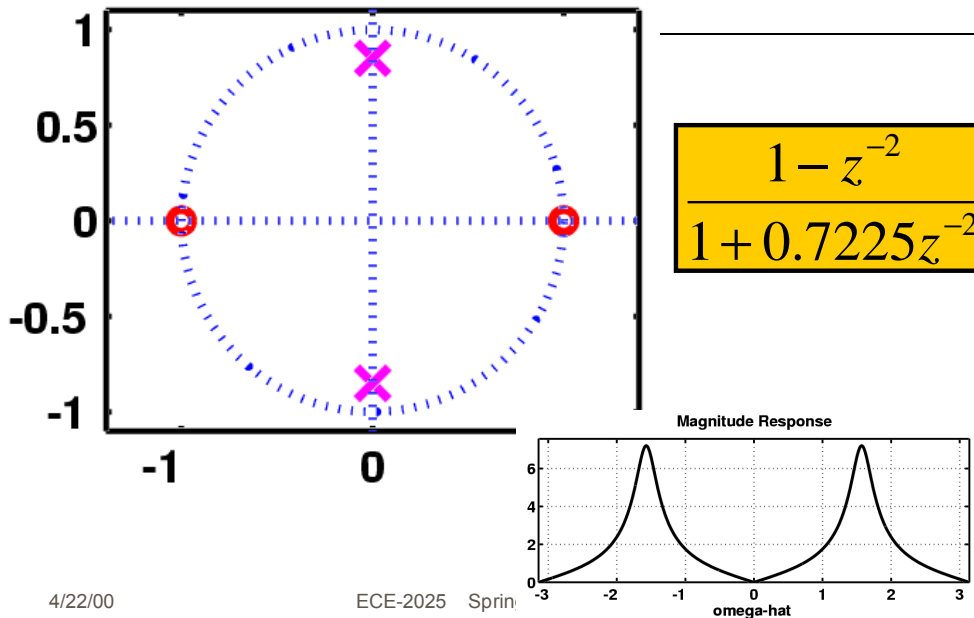 1
0.5
0
-0.5
-1
-1 0
1 − z⁻²
1 + 0.7225z⁻²
Magnitude Response
6
4
2
0
-3 -2 -1 0 1 2 3
omega-hat
4/22/00 ECE-2025 Spring